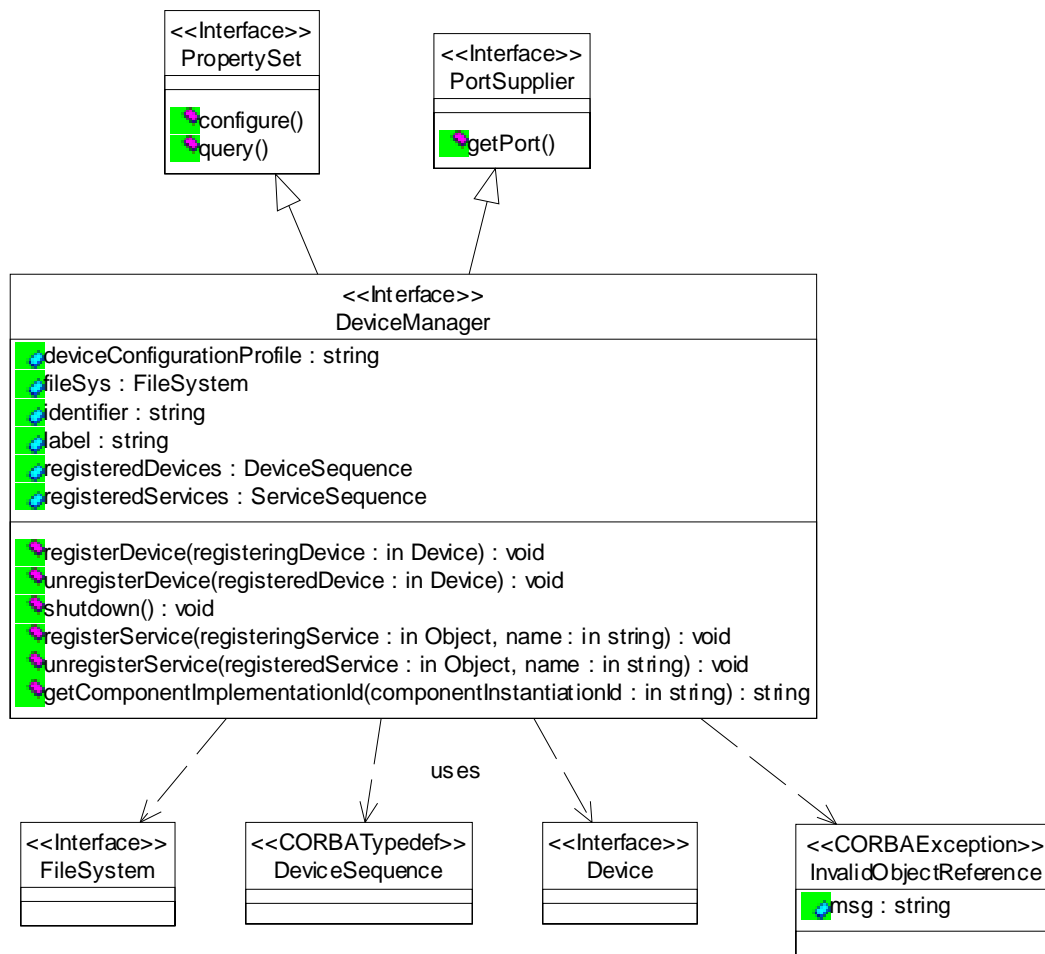 <<Interface>>
PropertySet
configure()
query()
<<Interface>>
PortSupplier
getPort()
<<Interface>>
DeviceManager
deviceConfigurationProfile : string
fileSys : FileSystem
identifier : string
label : string
registeredDevices : DeviceSequence
registeredServices : ServiceSequence
registerDevice(registeringDevice : in Device) : void
unregisterDevice(registeredDevice : in Device) : void
shutdown() : void
registerService(registeringService : in Object, name : in string) : void
unregisterService(registeredService : in Object, name : in string) : void
getComponentImplementationId(componentInstantiationId : in string) : string
uses
<<Interface>>
FileSystem
<<CORBATypedef>>
DeviceSequence
<<Interface>>
Device
<<CORBAException>>
InvalidObjectReference
msg : string